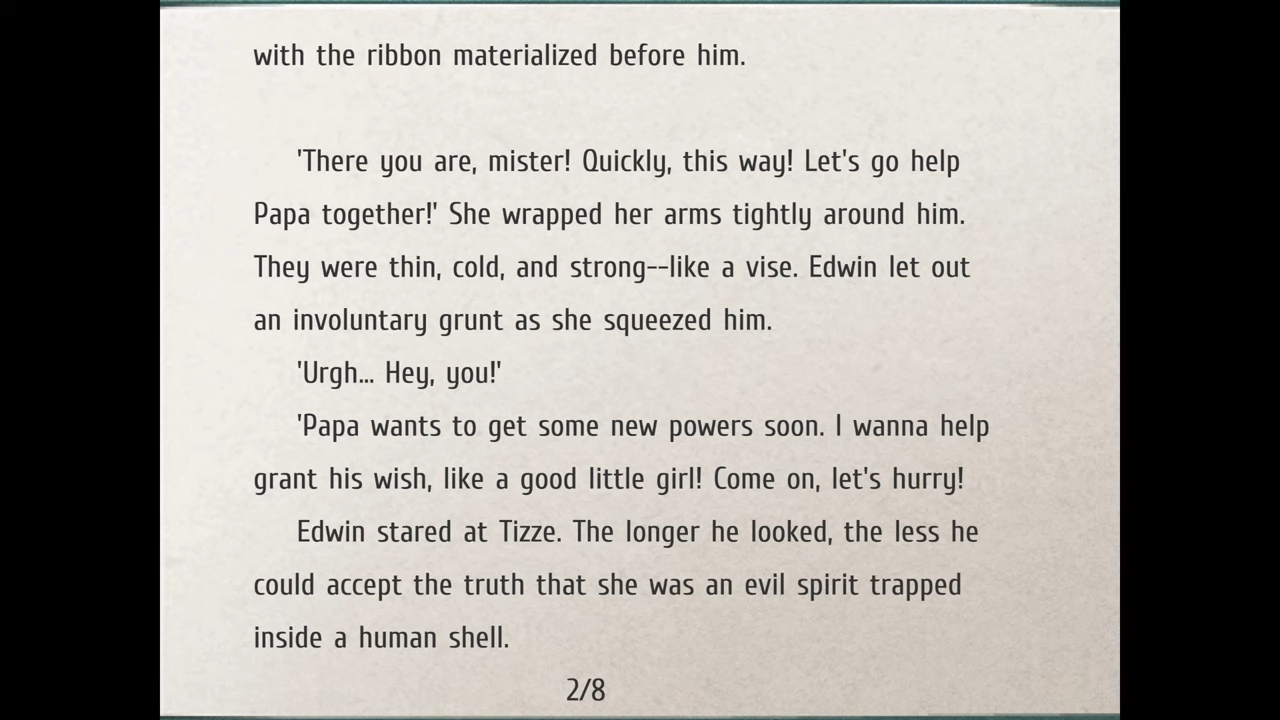 with the ribbon materialized before him.
'There you are, mister! Quickly, this way! Let's go help
Papa together!' She wrapped her arms tightly around him.
They were thin, cold, and strong--like a vise. Edwin let out
an involuntary grunt as she squeezed him.
'Urgh... Hey, you!'
'Papa wants to get some new powers soon. I wanna help
grant his wish, like a good little girl! Come on, let's hurry!
Edwin stared at Tizze. The longer he looked, the less he
could accept the truth that she was an evil spirit trapped
inside a human shell.
2/8